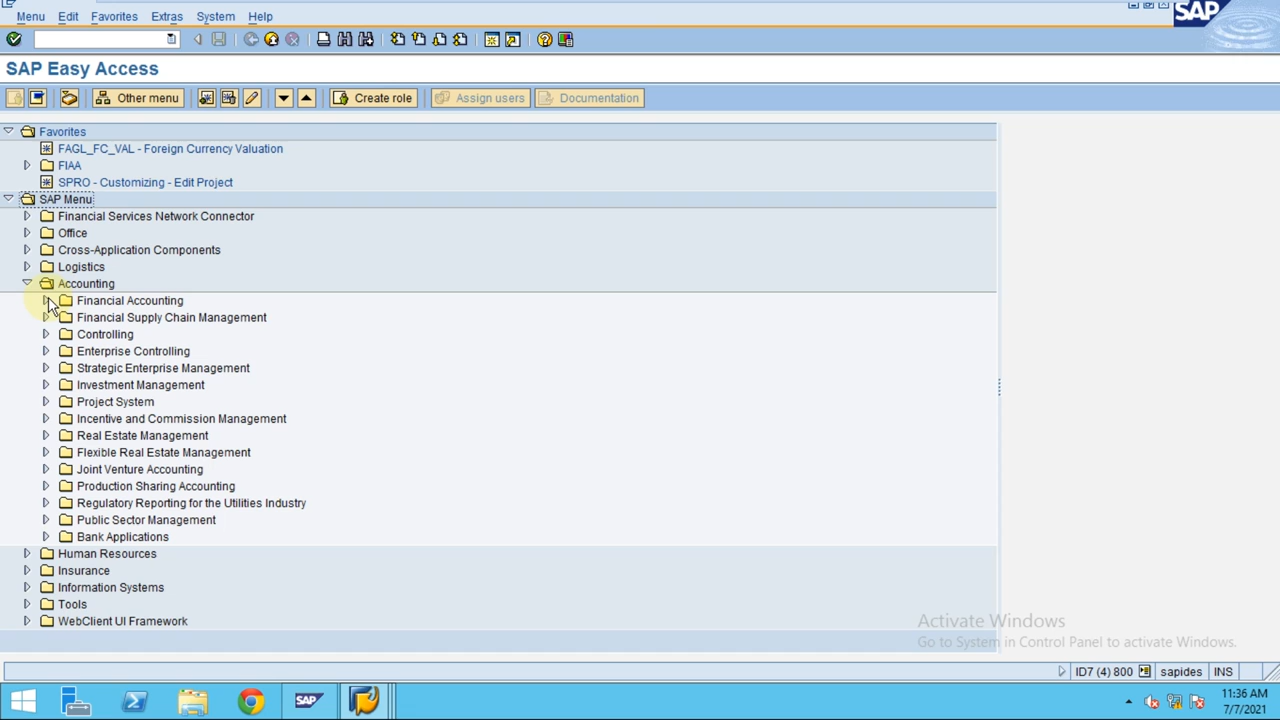 Menu Edit Favorites Extras System Help
SAP
SAP Easy Access
Other menu Create role Assign users Documentation
Favorites
FAGL_FC_VAL - Foreign Currency Valuation
FIAA
SPRO - Customizing - Edit Project
SAP Menu
Financial Services Network Connector
Office
Cross-Application Components
Logistics
Accounting
Financial Accounting
Financial Supply Chain Management
Controlling
Enterprise Controlling
Strategic Enterprise Management
Investment Management
Project System
Incentive and Commission Management
Real Estate Management
Flexible Real Estate Management
Joint Venture Accounting
Production Sharing Accounting
Regulatory Reporting for the Utilities Industry
Public Sector Management
Bank Applications
Human Resources
Insurance
Information Systems
Tools
WebClient UI Framework
Activate Windows
Go to System in Control Panel to activate Windows.
ID7 (4) 800 sapides INS
SAP
11:36 AM
7/7/2021